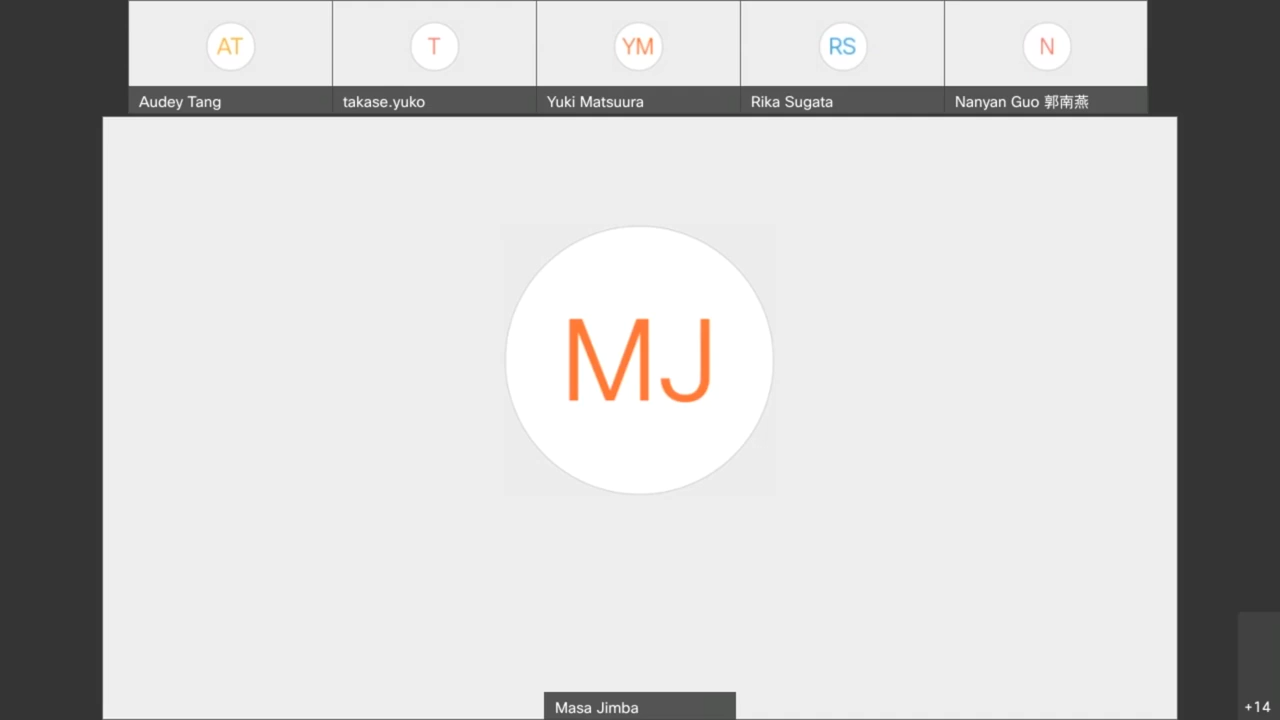 AT
T
YM
RS
N
Audey Tang
takase.yuko
Yuki Matsuura
Rika Sugata
Nanyan Guo 郭南燕
MJ
Masa Jimba
+14